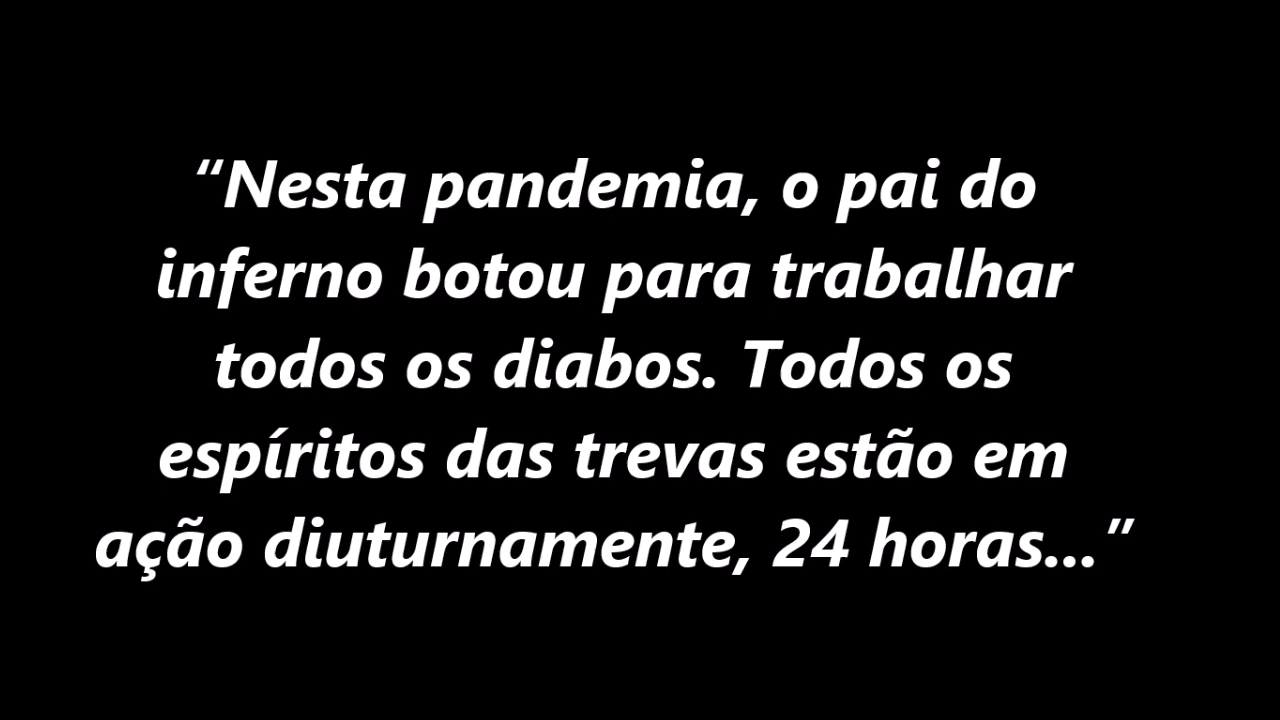 “Nesta pandemia, o pai do
inferno botou para trabalhar
todos os diabos. Todos os
espíritos das trevas estão em
ação diuturnamente, 24 horas...”